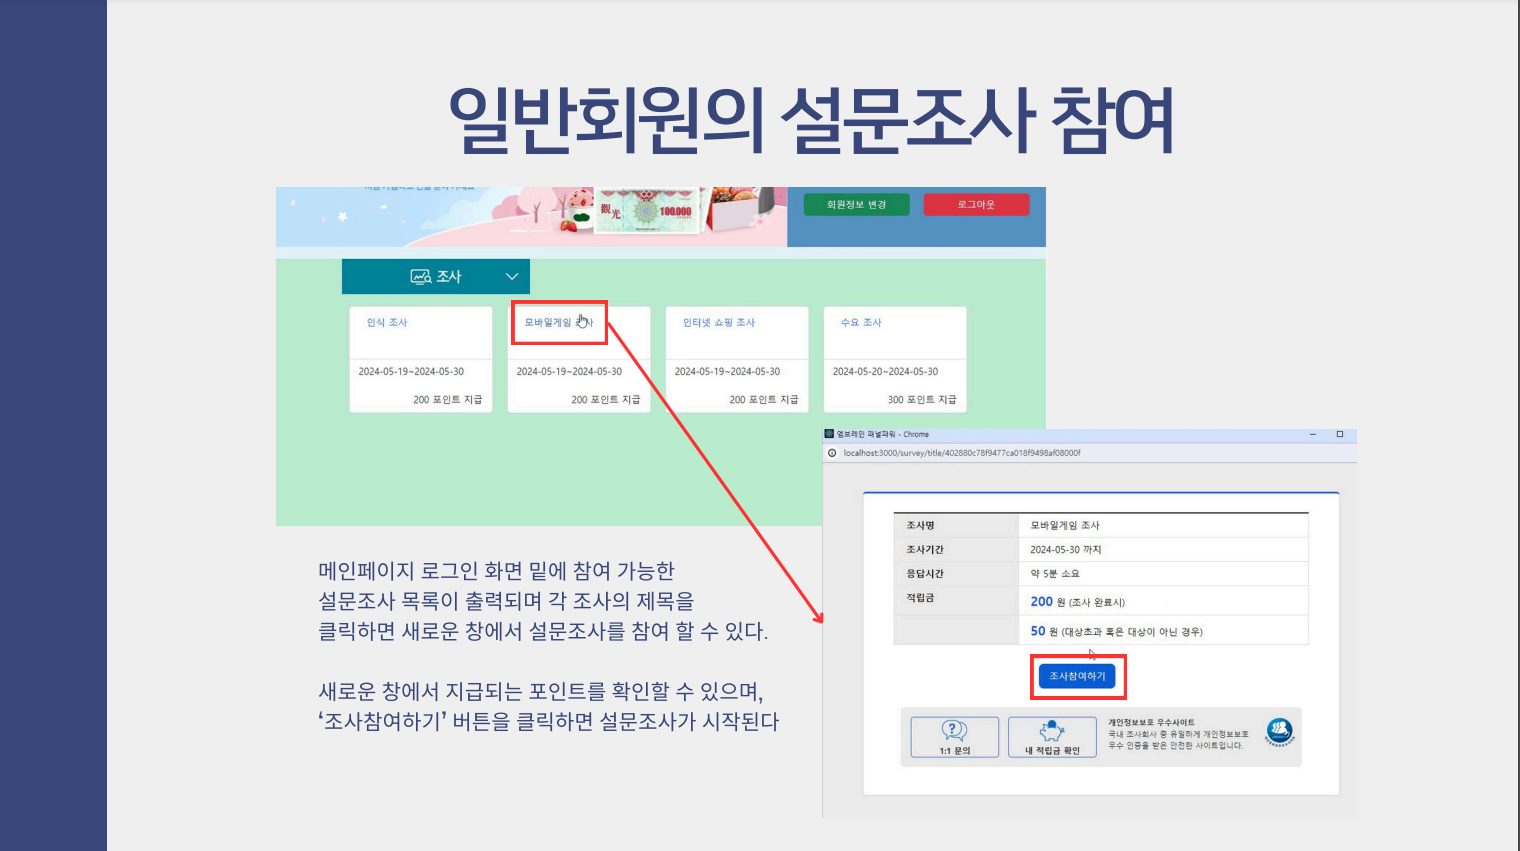 일반회원의 설문조사 참여
觀光
100.000
회원정보 변경
로그아웃
조사
인식 조사
모바일게임 조사
인터넷 쇼핑 조사
수요 조사
2024-05-19~2024-05-30
2024-05-19~2024-05-30
2024-05-19~2024-05-30
2024-05-20~2024-05-30
200 포인트 지급
200 포인트 지급
200 포인트 지급
300 포인트 지급
메인페이지 로그인 화면 밑에 참여 가능한
설문조사 목록이 출력되며 각 조사의 제목을
클릭하면 새로운 창에서 설문조사를 참여 할 수 있다.
새로운 창에서 지급되는 포인트를 확인할 수 있으며,
‘조사참여하기’ 버튼을 클릭하면 설문조사가 시작된다
엠브레인 패널파워 - Chrome
localhost:3000/survey/title/402880c78f9477ca018f9498af08000f
조사명
모바일게임 조사
조사기간
2024-05-30 까지
응답시간
약 5분 소요
적립금
200 원 (조사 완료시)
50 원 (대상초과 혹은 대상이 아닌 경우)
조사참여하기
1:1 문의
내 적립금 확인
개인정보보호 우수사이트
국내 조사회사 중 유일하게 개인정보보호
우수 인증을 받은 안전한 사이트입니다.